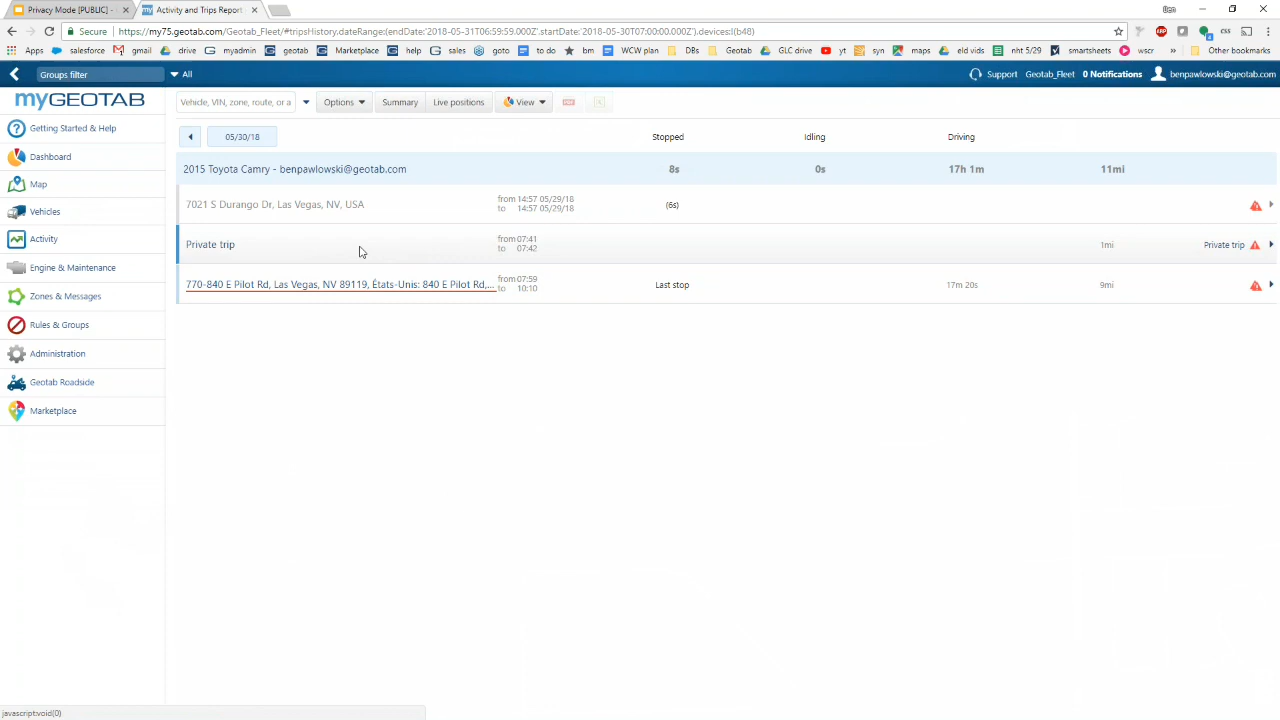 Privacy Mode [PUBLIC] -
my Activity and Trips Report
Ben
Secure
https://my75.geotab.com/Geotab_Fleet/#tripsHistory,dateRange:(endDate:'2018-05-31T06:59:59.000Z',startDate:'2018-05-30T07:00:00.000Z'),devices:!(b48)
Apps salesforce gmail drive myadmin geotab Marketplace help sales goto to do bm WCW plan DBs Geotab GLC drive yt syn maps eld vids nht 5/29 smartsheets wscr » Other bookmarks
Groups filter All Support Geotab_Fleet 0 Notifications benpawlowski@geotab.com
myGEOTAB
Vehicle, VIN, zone, route, or a Options Summary Live positions View
Getting Started & Help
Dashboard
Map
Vehicles
Activity
Engine & Maintenance
Zones & Messages
Rules & Groups
Administration
Geotab Roadside
Marketplace
05/30/18 Stopped Idling Driving
2015 Toyota Camry - benpawlowski@geotab.com 8s 0s 17h 1m 11mi
7021 S Durango Dr, Las Vegas, NV, USA from 14:57 05/29/18 (6s)
to 14:57 05/29/18
Private trip from 07:41 1mi Private trip
to 07:42
770-840 E Pilot Rd, Las Vegas, NV 89119, États-Unis: 840 E Pilot Rd,... from 07:59 Last stop 17m 20s 9mi
to 10:10
javascript:void(0)